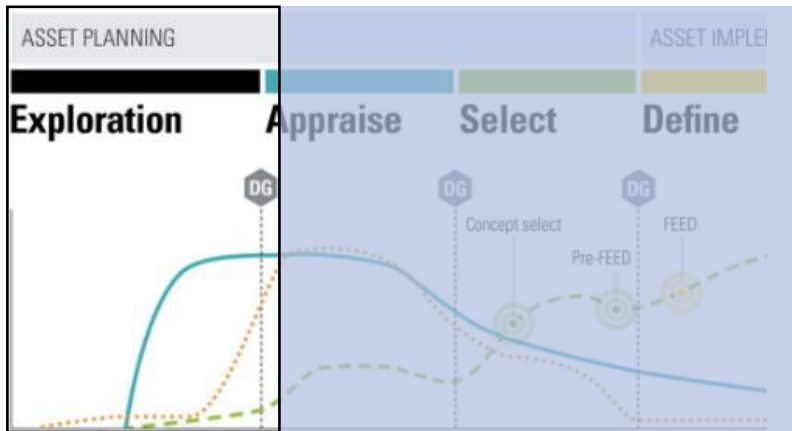 ASSET PLANNING
ASSET IMPLE
Exploration Appraise Select Define
DG DG DG
Concept select FEED
Pre-FEED